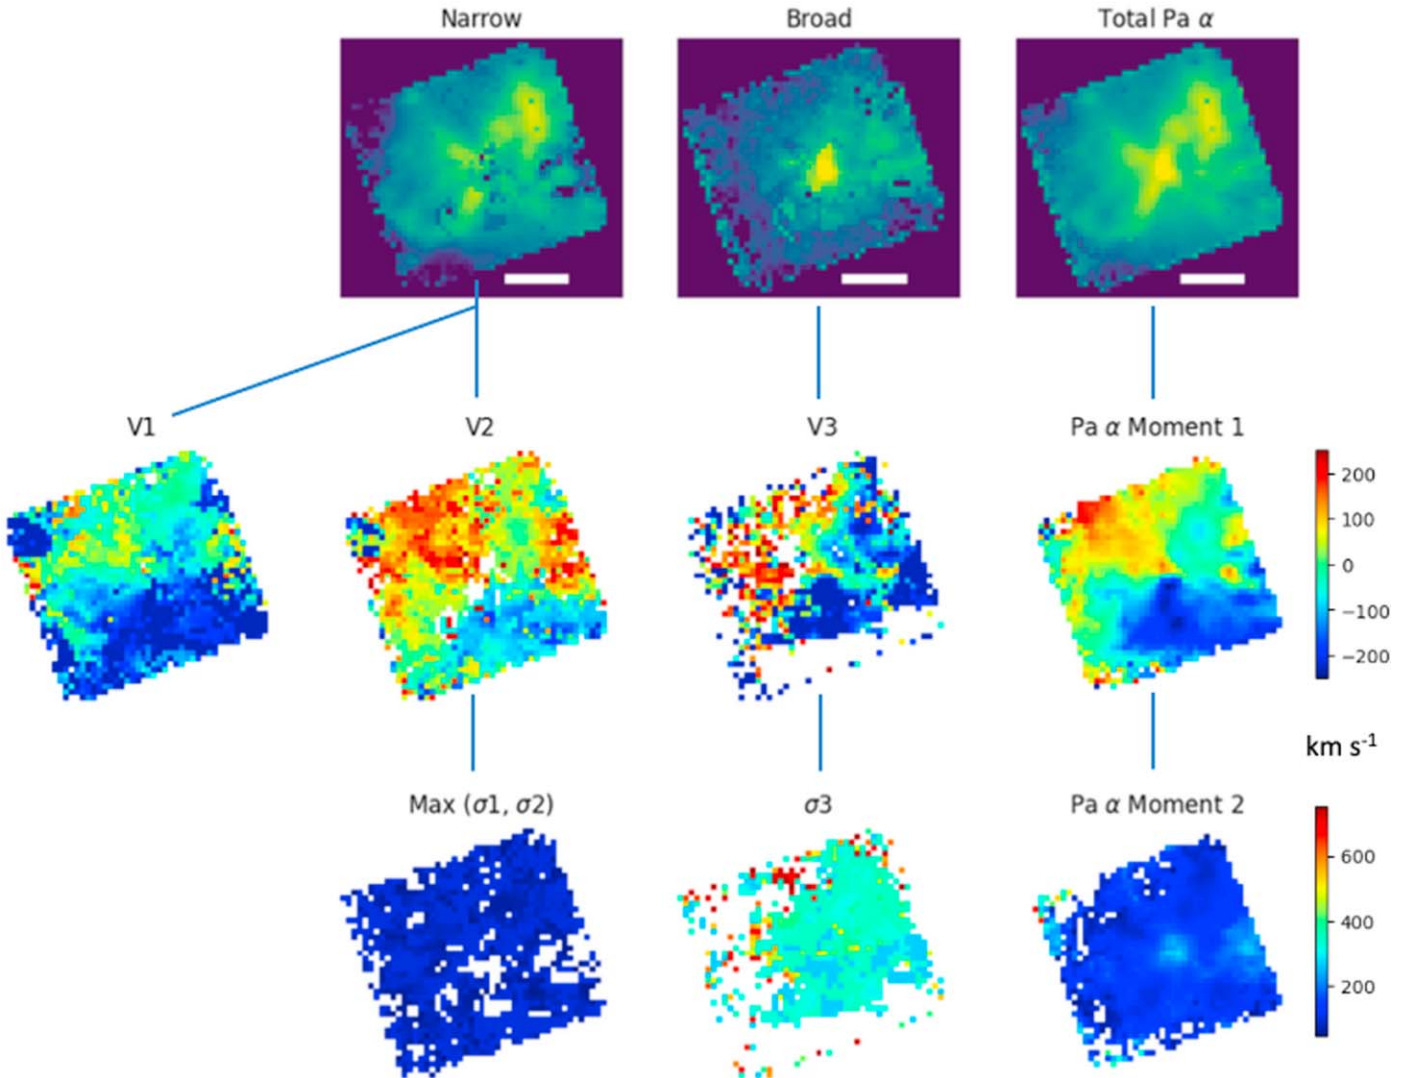 Narrow
Broad
Total Pa α
V1
V2
V3
Pa α Moment 1
200
100
0
−100
−200
km s-1
Max (σ1, σ2)
σ3
Pa α Moment 2
600
400
200